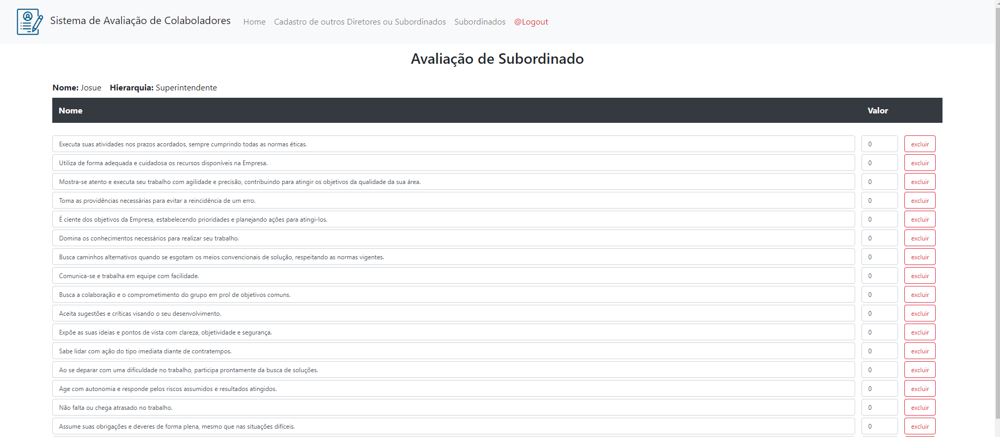 Sistema de Avaliação de Colaboladores Home Cadastro de outros Diretores ou Subordinados Subordinados @Logout
Avaliação de Subordinado
Nome: Josue Hierarquia: Superintendente
Nome Valor
Executa suas atividades nos prazos acordados, sempre cumprindo todas as normas éticas. 0 excluir
Utiliza de forma adequada e cuidadosa os recursos disponíveis na Empresa. 0 excluir
Mostra-se atento e executa seu trabalho com agilidade e precisão, contribuindo para atingir os objetivos da qualidade da sua área. 0 excluir
Toma as providências necessárias para evitar a reincidência de um erro. 0 excluir
É ciente dos objetivos da Empresa, estabelecendo prioridades e planejando ações para atingi-los. 0 excluir
Domina os conhecimentos necessários para realizar seu trabalho. 0 excluir
Busca caminhos alternativos quando se esgotam os meios convencionais de solução, respeitando as normas vigentes. 0 excluir
Comunica-se e trabalha em equipe com facilidade. 0 excluir
Busca a colaboração e o comprometimento do grupo em prol de objetivos comuns. 0 excluir
Aceita sugestões e críticas visando o seu desenvolvimento. 0 excluir
Expõe as suas ideias e pontos de vista com clareza, objetividade e segurança. 0 excluir
Sabe lidar com ação do tipo imediata diante de contratempos. 0 excluir
Ao se deparar com uma dificuldade no trabalho, participa prontamente da busca de soluções. 0 excluir
Age com autonomia e responde pelos riscos assumidos e resultados atingidos. 0 excluir
Não falta ou chega atrasado no trabalho. 0 excluir
Assume suas obrigações e deveres de forma plena, mesmo que nas situações difíceis. 0 excluir